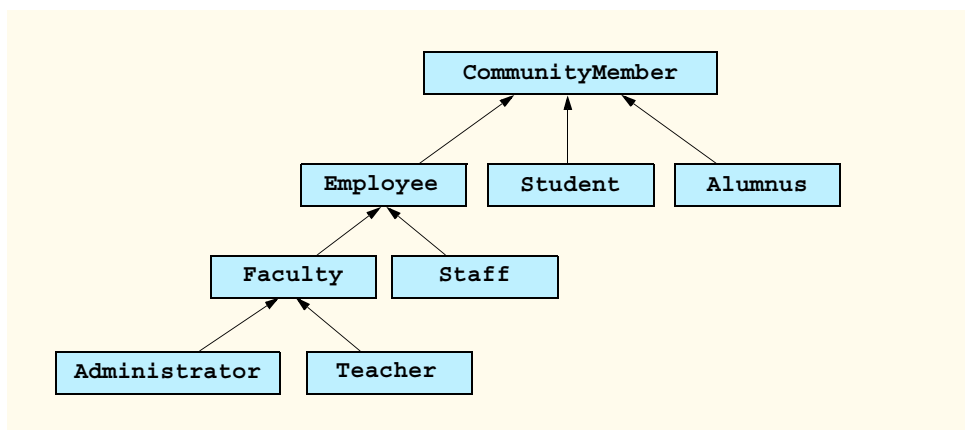 CommunityMember
Employee
Student
Alumnus
Faculty
Staff
Administrator
Teacher